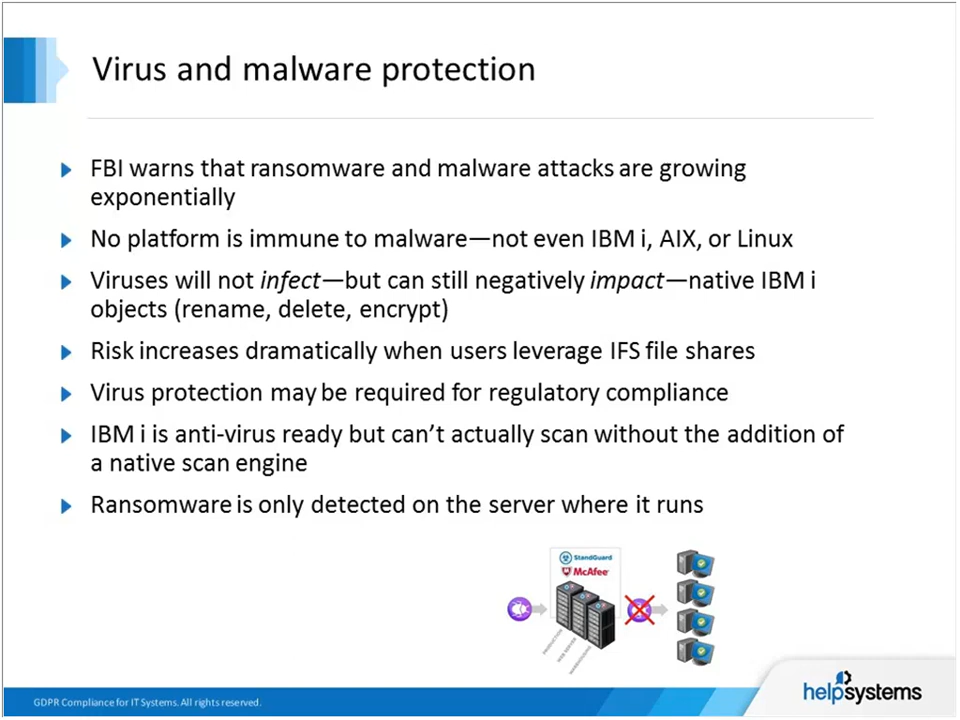 Virus and malware protection
FBI warns that ransomware and malware attacks are growing
exponentially
No platform is immune to malware—not even IBM i, AIX, or Linux
Viruses will not infect—but can still negatively impact—native IBM i
objects (rename, delete, encrypt)
Risk increases dramatically when users leverage IFS file shares
Virus protection may be required for regulatory compliance
IBM i is anti-virus ready but can’t actually scan without the addition of
a native scan engine
Ransomware is only detected on the server where it runs
StandGuard
McAfee
PRODUCTION
WEB SERVER
GDPR Compliance for IT Systems. All rights reserved.
helpsystems